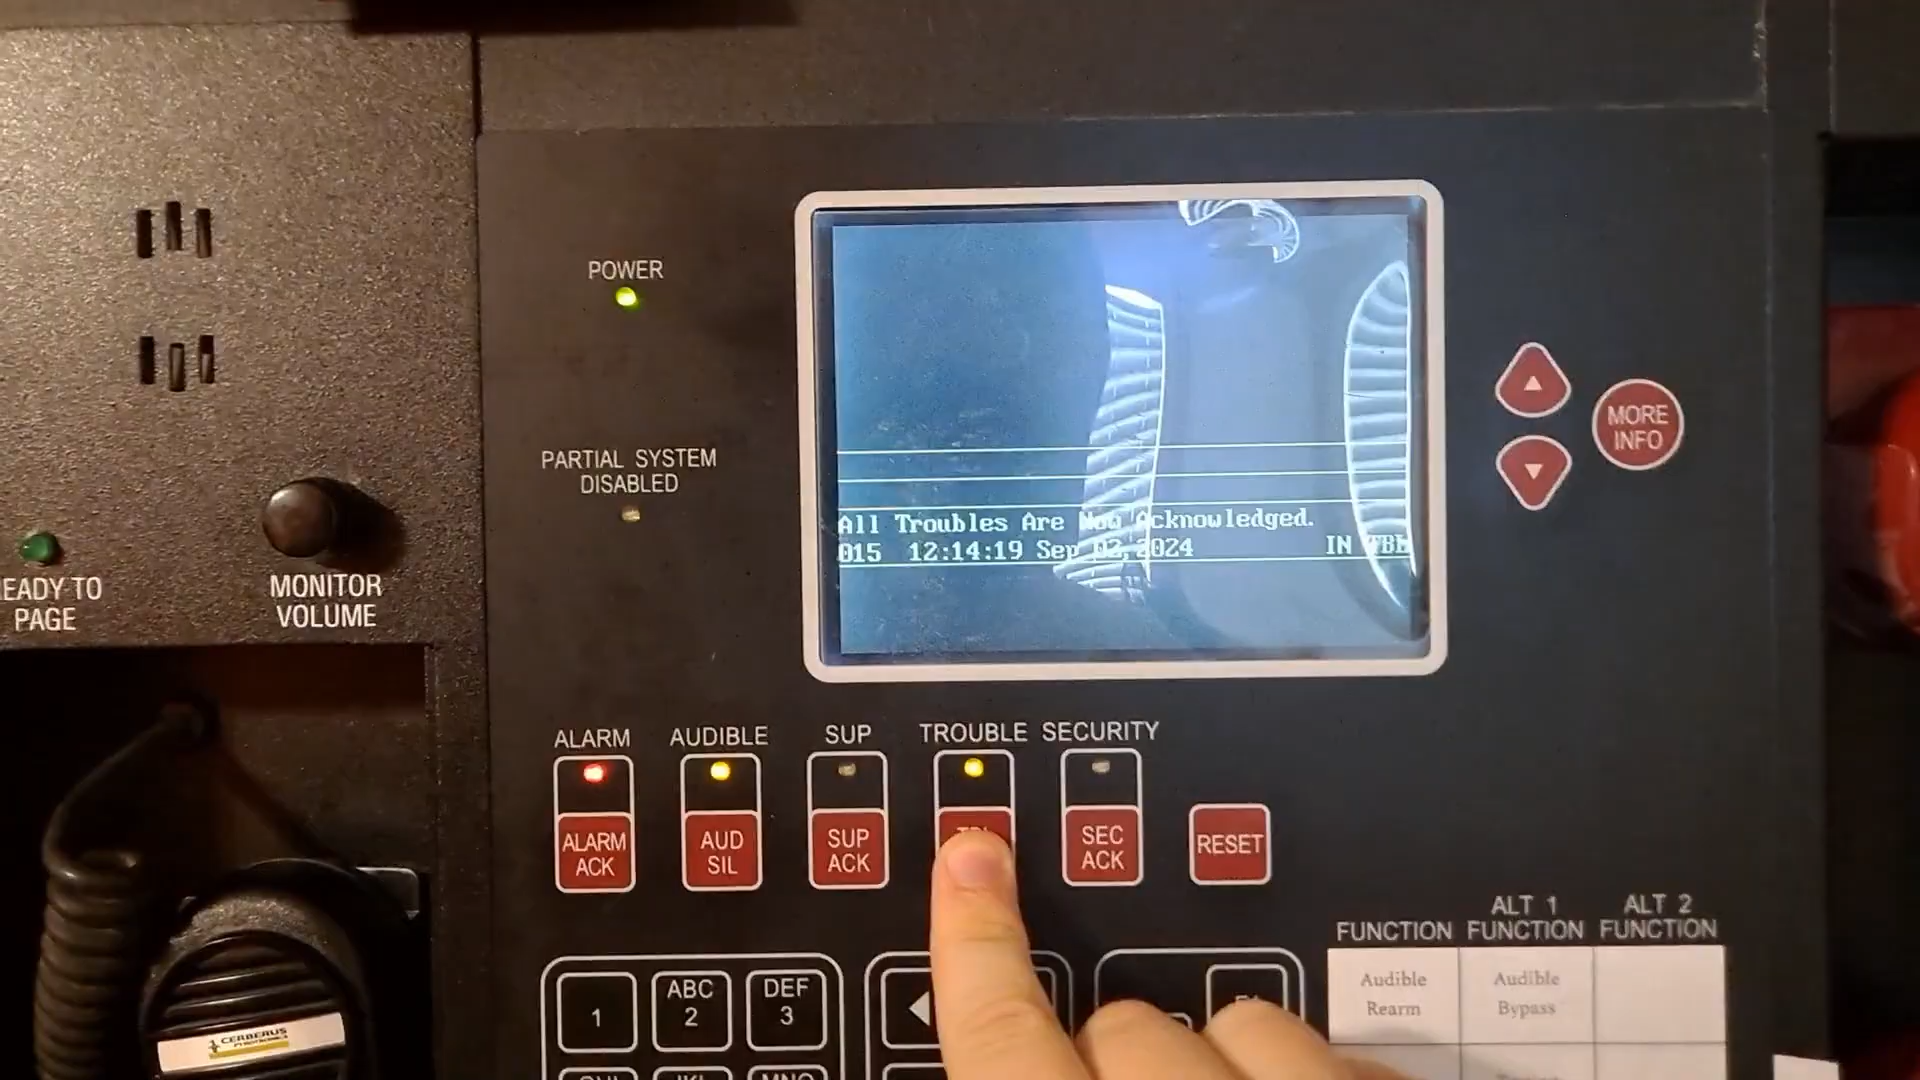 POWER
PARTIAL SYSTEM
DISABLED
EADY TO
PAGE
MONITOR
VOLUME
All Troubles Are Now Acknowledged.
015 12:14:19 Sep 02,2024 IN TBL
MORE
INFO
ALARM AUDIBLE SUP TROUBLE SECURITY
ALARM
ACK
AUD
SIL
SUP
ACK
SEC
ACK
RESET
FUNCTION
ALT 1
FUNCTION
ALT 2
FUNCTION
Audible
Rearm
Audible
Bypass
1
ABC
2
DEF
3
CERBERUS
PYROTRONICS